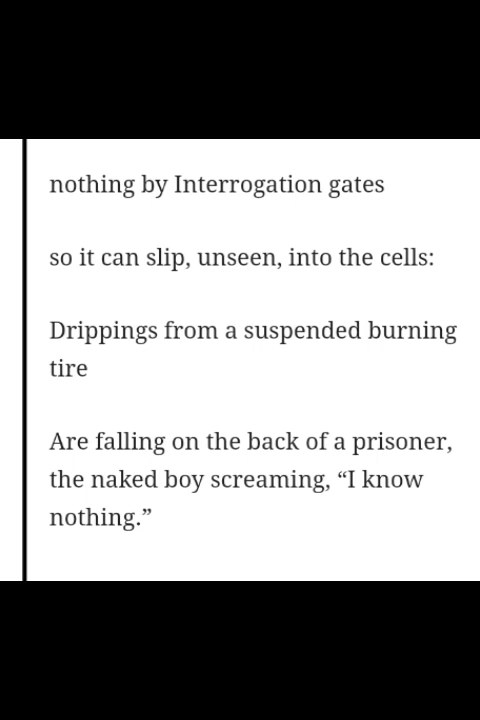 nothing by Interrogation gates
so it can slip, unseen, into the cells:
Drippings from a suspended burning
tire
Are falling on the back of a prisoner,
the naked boy screaming, “I know
nothing.”